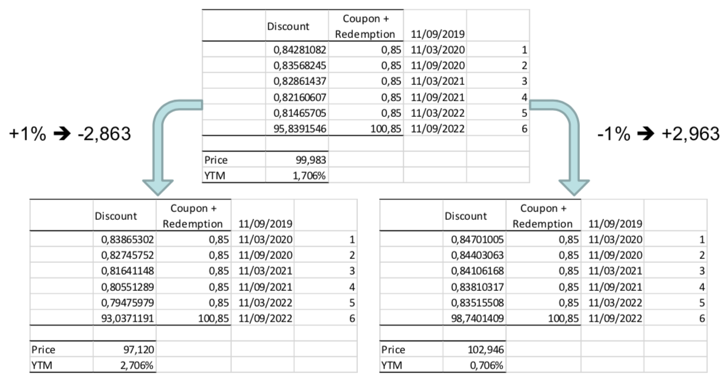 Discount Coupon + Redemption 11/09/2019
0,84281082 0,85 11/03/2020 1
0,83568245 0,85 11/09/2020 2
0,82861437 0,85 11/03/2021 3
0,82160607 0,85 11/09/2021 4
0,81465705 0,85 11/03/2022 5
95,8391546 100,85 11/09/2022 6
Price 99,983
YTM 1,706%
+1% ➔ -2,863
-1% ➔ +2,963
Discount Coupon + Redemption 11/09/2019
0,83865302 0,85 11/03/2020 1
0,82745752 0,85 11/09/2020 2
0,81641148 0,85 11/03/2021 3
0,80551289 0,85 11/09/2021 4
0,79475979 0,85 11/03/2022 5
93,0371191 100,85 11/09/2022 6
Price 97,120
YTM 2,706%
Discount Coupon + Redemption 11/09/2019
0,84701005 0,85 11/03/2020 1
0,84403063 0,85 11/09/2020 2
0,84106168 0,85 11/03/2021 3
0,83810317 0,85 11/09/2021 4
0,83515508 0,85 11/03/2022 5
98,7401409 100,85 11/09/2022 6
Price 102,946
YTM 0,706%